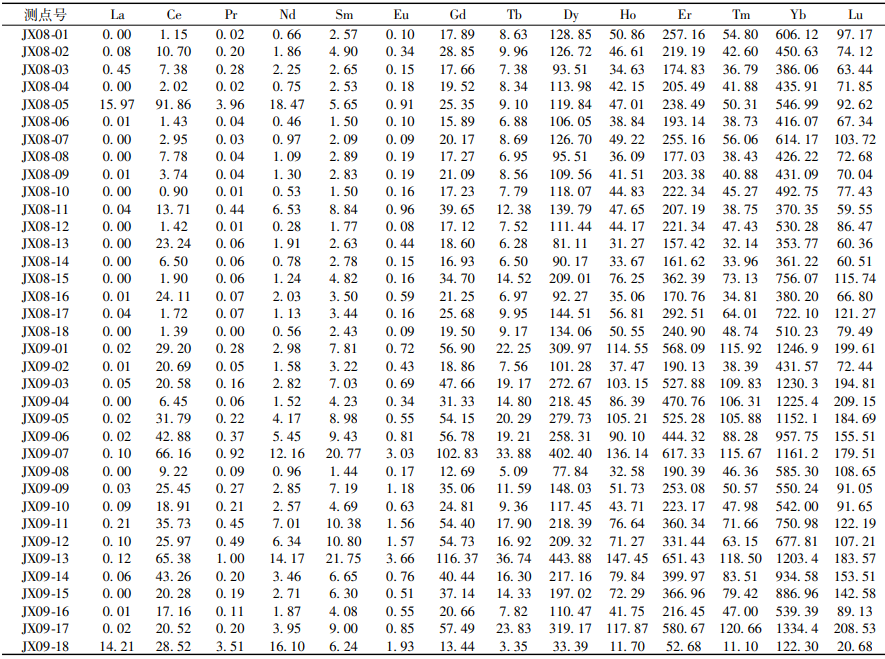 测点号 La Ce Pr Nd Sm Eu Gd Tb Dy Ho Er Tm Yb Lu
JX08-01 0.00 1.15 0.02 0.66 2.57 0.10 17.89 8.63 128.85 50.86 257.16 54.80 606.12 97.17
JX08-02 0.08 10.70 0.20 1.86 4.90 0.34 28.85 9.96 126.72 46.61 219.19 42.60 450.63 74.12
JX08-03 0.45 7.38 0.28 2.25 2.65 0.15 17.66 7.38 93.51 34.63 174.83 36.79 386.06 63.44
JX08-04 0.00 2.02 0.02 0.75 2.53 0.18 19.52 8.34 113.98 42.15 205.49 41.88 435.91 71.85
JX08-05 15.97 91.86 3.96 18.47 5.65 0.91 25.35 9.10 119.84 47.01 238.49 50.31 546.99 92.62
JX08-06 0.01 1.43 0.04 0.46 1.50 0.10 15.89 6.88 106.05 38.84 193.14 38.73 416.07 67.34
JX08-07 0.00 2.95 0.03 0.97 2.09 0.09 20.17 8.69 126.70 49.22 255.16 56.06 614.17 103.72
JX08-08 0.00 7.78 0.04 1.09 2.89 0.19 17.27 6.95 95.51 36.09 177.03 38.43 426.22 72.68
JX08-09 0.01 3.74 0.04 1.30 2.83 0.19 21.09 8.56 109.56 41.51 203.38 40.88 431.09 70.04
JX08-10 0.00 0.90 0.01 0.53 1.50 0.16 17.23 7.79 118.07 44.83 222.34 45.27 492.75 77.43
JX08-11 0.04 13.71 0.44 6.53 8.84 0.96 39.65 12.38 139.79 47.65 207.19 38.75 370.35 59.55
JX08-12 0.00 1.42 0.01 0.28 1.77 0.08 17.12 7.52 111.44 44.17 221.34 47.43 530.28 86.47
JX08-13 0.00 23.24 0.06 1.91 2.63 0.44 18.60 6.28 81.11 31.27 157.42 32.14 353.77 60.36
JX08-14 0.00 6.50 0.06 0.78 2.78 0.15 16.93 6.50 90.17 33.67 161.62 33.96 361.22 60.51
JX08-15 0.00 1.90 0.06 1.24 4.82 0.16 34.70 14.52 209.01 76.25 362.39 73.13 756.07 115.74
JX08-16 0.01 24.11 0.07 2.03 3.50 0.59 21.25 6.97 92.27 35.06 170.76 34.81 380.20 66.80
JX08-17 0.04 1.72 0.07 1.13 3.44 0.16 25.68 9.95 144.51 56.81 292.51 64.01 722.10 121.27
JX08-18 0.00 1.39 0.00 0.56 2.43 0.09 19.50 9.17 134.06 50.55 240.90 48.74 510.23 79.49
JX09-01 0.02 29.20 0.28 2.98 7.81 0.72 56.90 22.25 309.97 114.55 568.09 115.92 1246.9 199.61
JX09-02 0.01 20.69 0.05 1.58 3.22 0.43 18.86 7.56 101.28 37.47 190.13 38.39 431.57 72.44
JX09-03 0.05 20.58 0.16 2.82 7.03 0.69 47.66 19.17 272.67 103.15 527.88 109.83 1230.3 194.81
JX09-04 0.00 6.45 0.06 1.52 4.23 0.34 31.33 14.80 218.45 86.39 470.76 106.31 1225.4 209.15
JX09-05 0.02 31.79 0.22 4.17 8.98 0.55 54.15 20.29 279.73 105.21 525.28 105.88 1152.1 184.69
JX09-06 0.02 42.88 0.37 5.45 9.43 0.81 56.78 19.21 258.31 90.10 444.32 88.28 957.75 155.51
JX09-07 0.10 66.16 0.92 12.16 20.77 3.03 102.83 33.88 402.40 136.14 617.33 115.67 1161.2 179.51
JX09-08 0.00 9.22 0.09 0.96 1.44 0.17 12.69 5.09 77.84 32.58 190.39 46.36 585.30 108.65
JX09-09 0.03 25.45 0.27 2.85 7.19 1.18 35.06 11.59 148.03 51.73 253.08 50.57 550.24 91.05
JX09-10 0.09 18.91 0.21 2.57 4.69 0.63 24.81 9.36 117.45 43.71 223.17 47.98 542.00 91.65
JX09-11 0.21 35.73 0.45 7.01 10.38 1.56 54.40 17.90 218.39 76.64 360.34 71.66 750.98 122.19
JX09-12 0.10 25.97 0.49 6.34 10.80 1.57 54.73 16.92 209.32 71.27 331.44 63.15 677.81 107.21
JX09-13 0.12 65.38 1.00 14.17 21.75 3.66 116.37 36.74 443.88 147.45 651.43 118.50 1203.4 183.57
JX09-14 0.06 43.26 0.20 3.46 6.65 0.76 40.44 16.30 217.16 79.84 399.97 83.51 934.58 153.51
JX09-15 0.00 20.28 0.19 2.71 6.30 0.51 37.14 14.33 197.02 72.29 366.96 79.42 886.96 142.58
JX09-16 0.01 17.16 0.11 1.87 4.08 0.55 20.66 7.82 110.47 41.75 216.45 47.00 539.39 89.13
JX09-17 0.02 20.52 0.20 3.95 9.00 0.85 57.49 23.83 319.17 117.87 580.67 120.66 1334.4 208.53
JX09-18 14.21 28.52 3.51 16.10 6.24 1.93 13.44 3.35 33.39 11.70 52.68 11.10 122.30 20.68